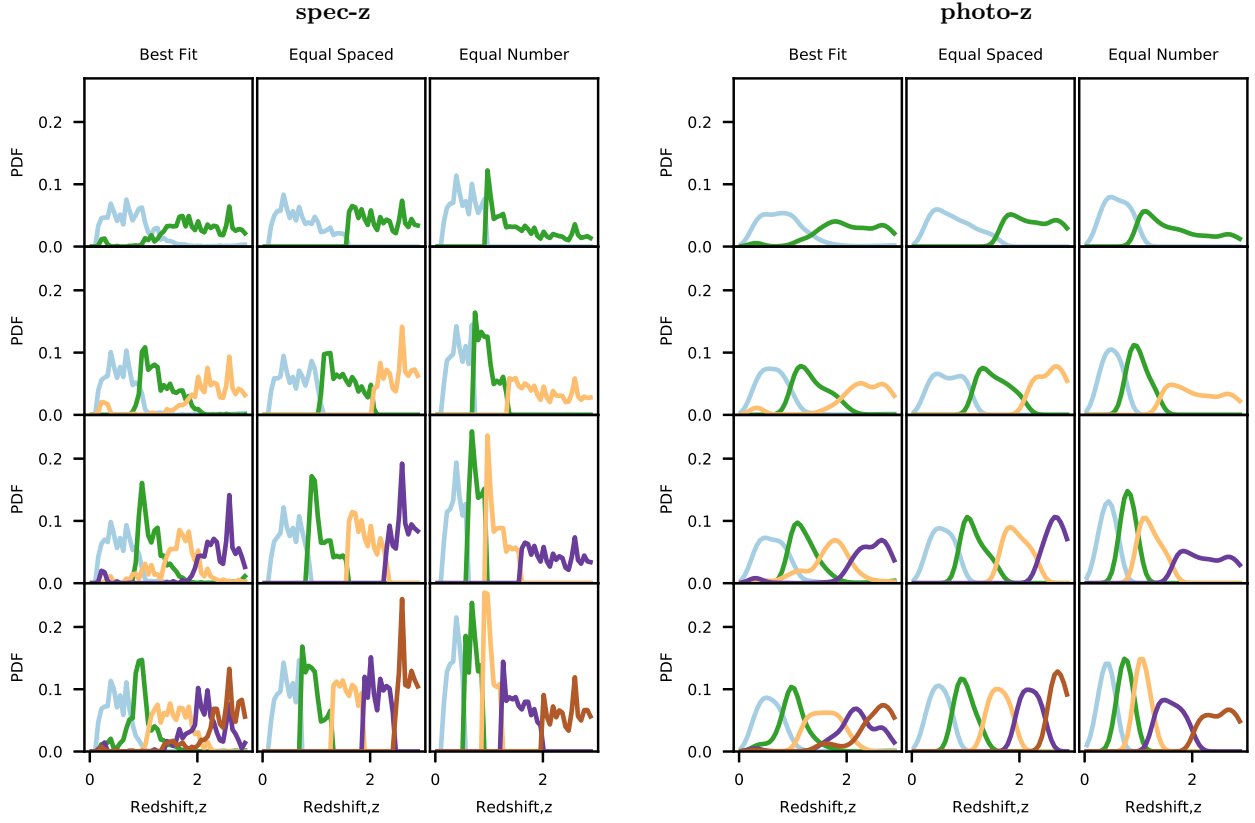 spec-z photo-z
Best Fit Equal Spaced Equal Number Best Fit Equal Spaced Equal Number
0.2 0.2
PDF PDF
0.1 0.1
0.0 0.0
0.2 0.2
PDF PDF
0.1 0.1
0.0 0.0
0.2 0.2
PDF PDF
0.1 0.1
0.0 0.0
0.2 0.2
PDF PDF
0.1 0.1
0.0 0.0
0 2 0 2 0 2 0 2 0 2 0 2
Redshift,z Redshift,z Redshift,z Redshift,z Redshift,z Redshift,z